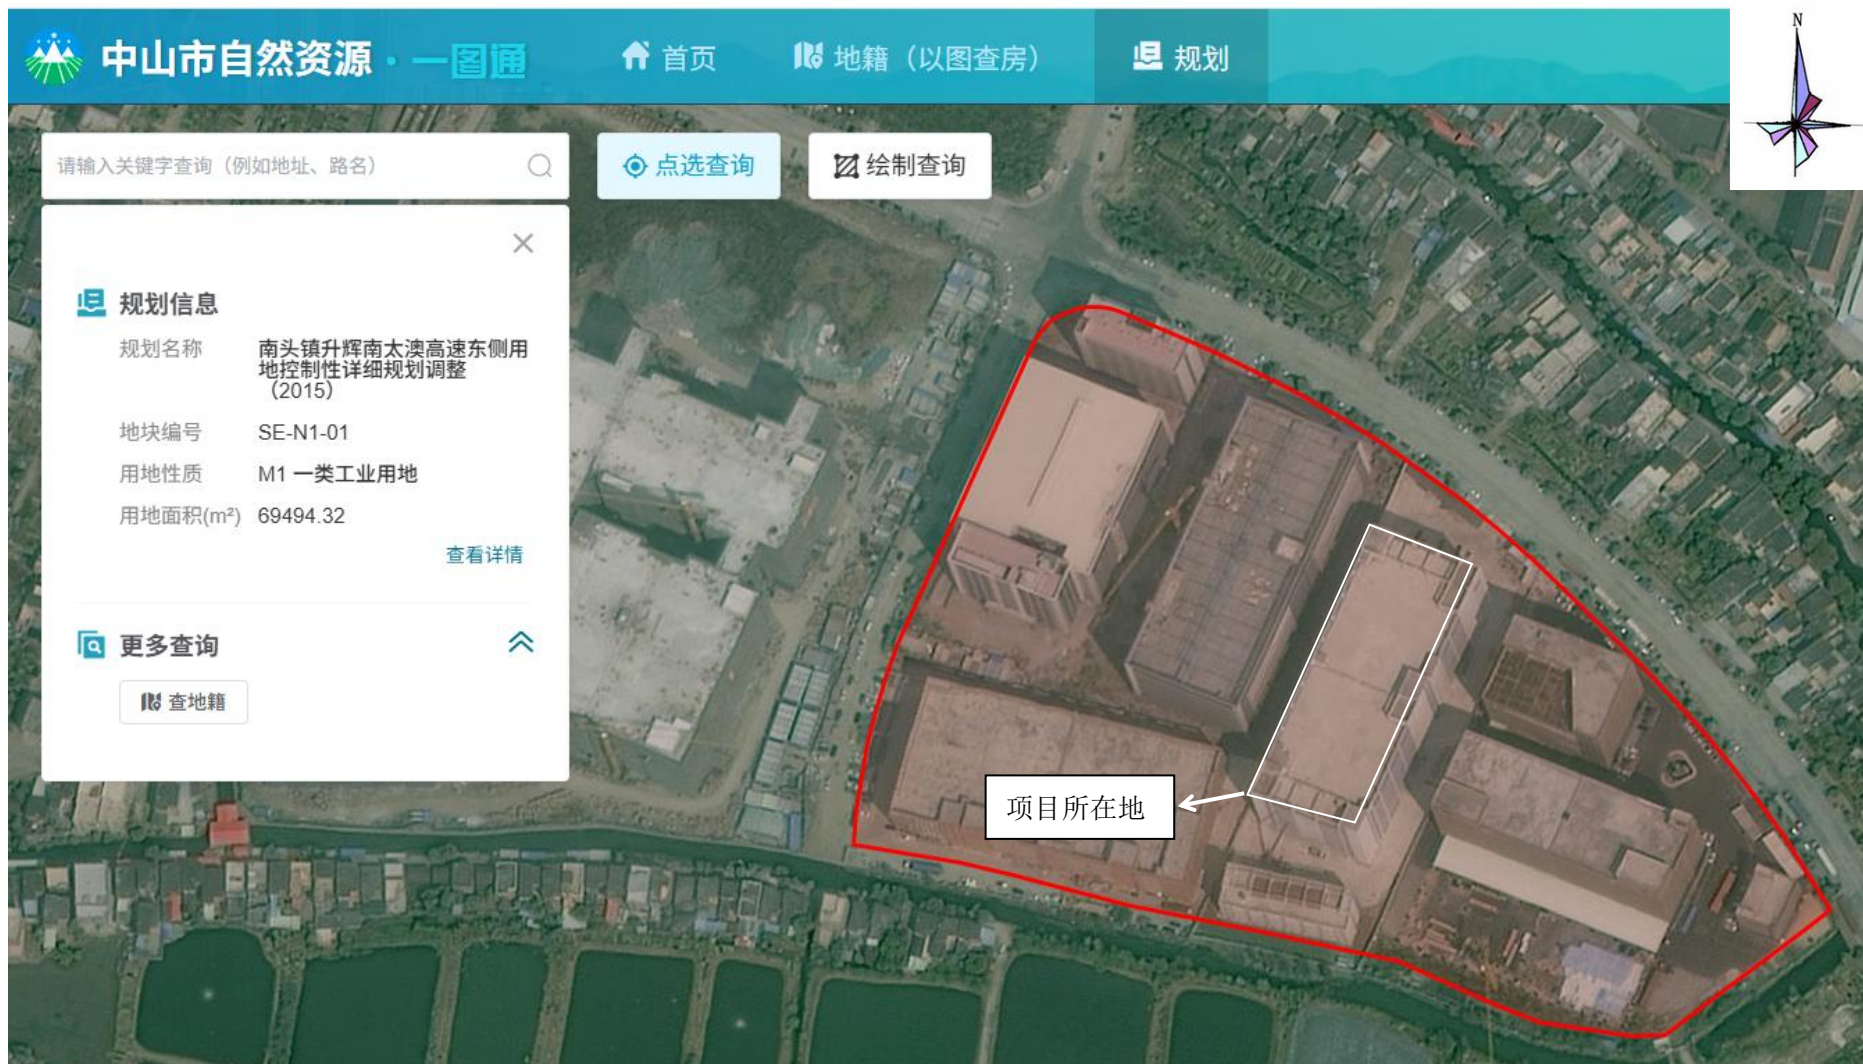 中山市自然资源·一图通
首页
地籍（以图查房）
规划
N
请输入关键字查询（例如地址、路名）
点选查询
绘制查询
规划信息
规划名称
南头镇升辉南太澳高速东侧用
地控制性详细规划调整
（2015）
地块编号
SE-N1-01
用地性质
M1 一类工业用地
用地面积(m²)
69494.32
查看详情
更多查询
查地籍
项目所在地